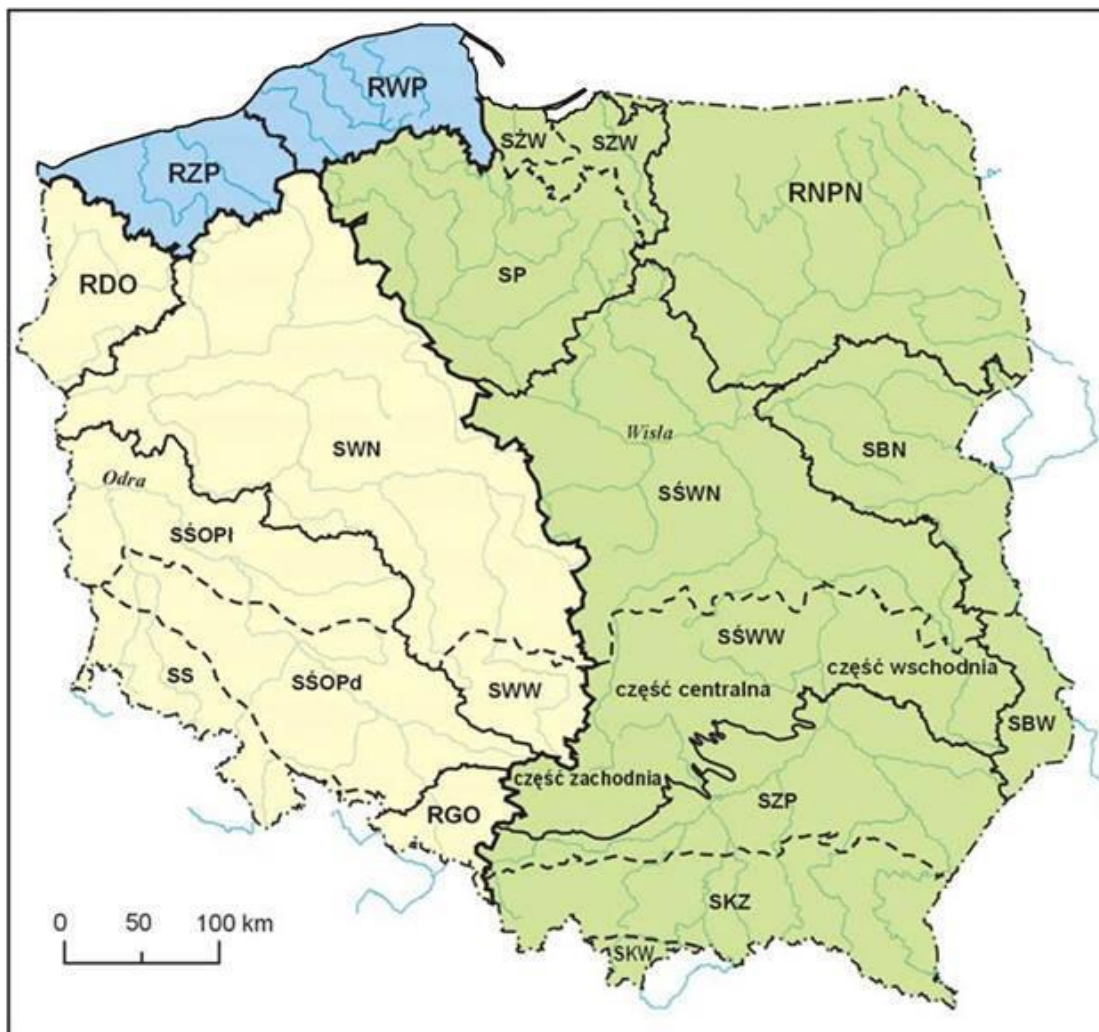 RWP
RZP
SŻW
SZW
RNPN
RDO
SP
Wisła
SWN
SBN
Odra
SŚWN
SŚOPł
SŚWW
część wschodnia
SS
SŚOPd
SWW
część centralna
SBW
część zachodnia
SZP
RGO
SKZ
0 50 100 km
SKW